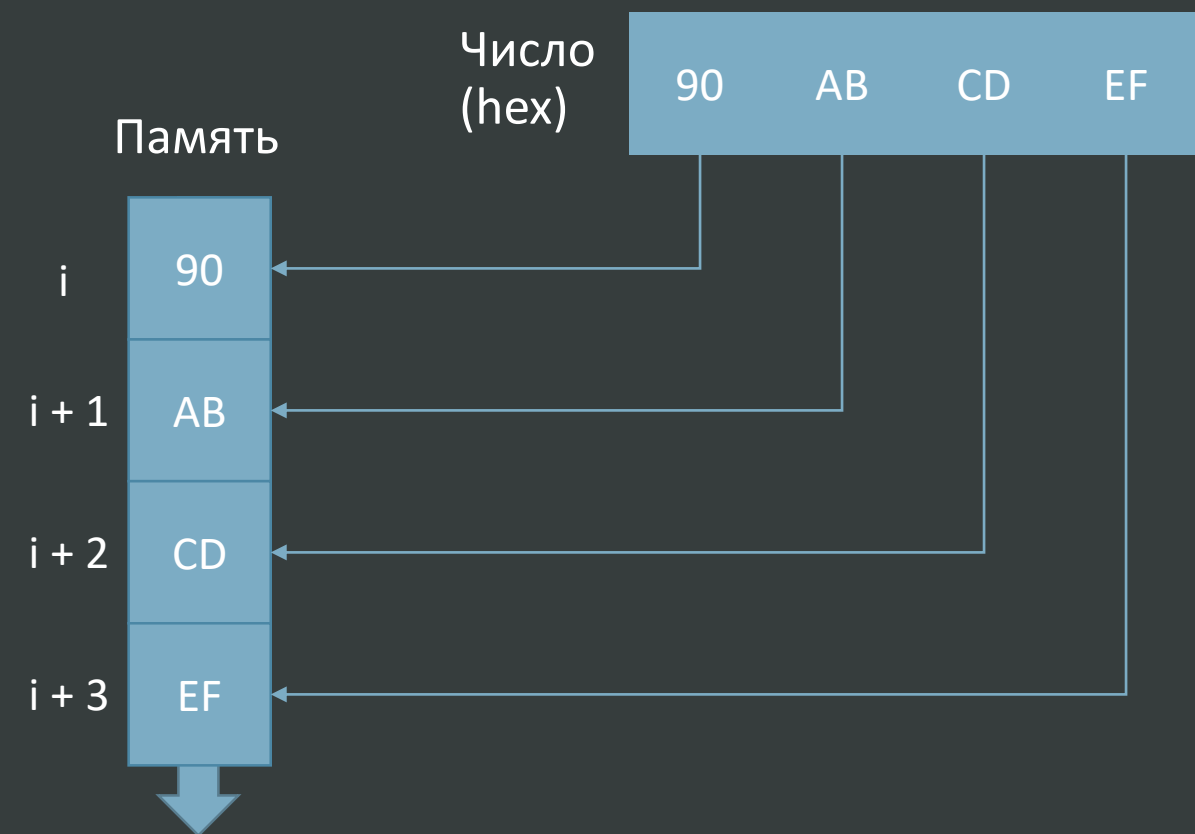 Число
(hex)
90 AB CD EF
Память
i 90
i + 1 AB
i + 2 CD
i + 3 EF